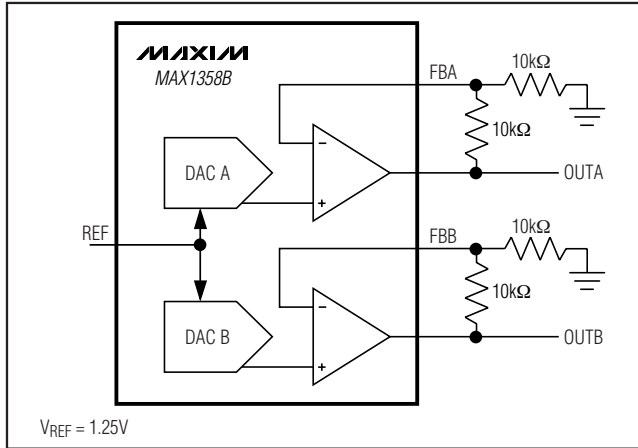 MAXIM
MAX1358B
FBA
10kΩ
10kΩ
DAC A
-
+
OUTA
REF
FBB
10kΩ
10kΩ
DAC B
-
+
OUTB
VREF = 1.25V